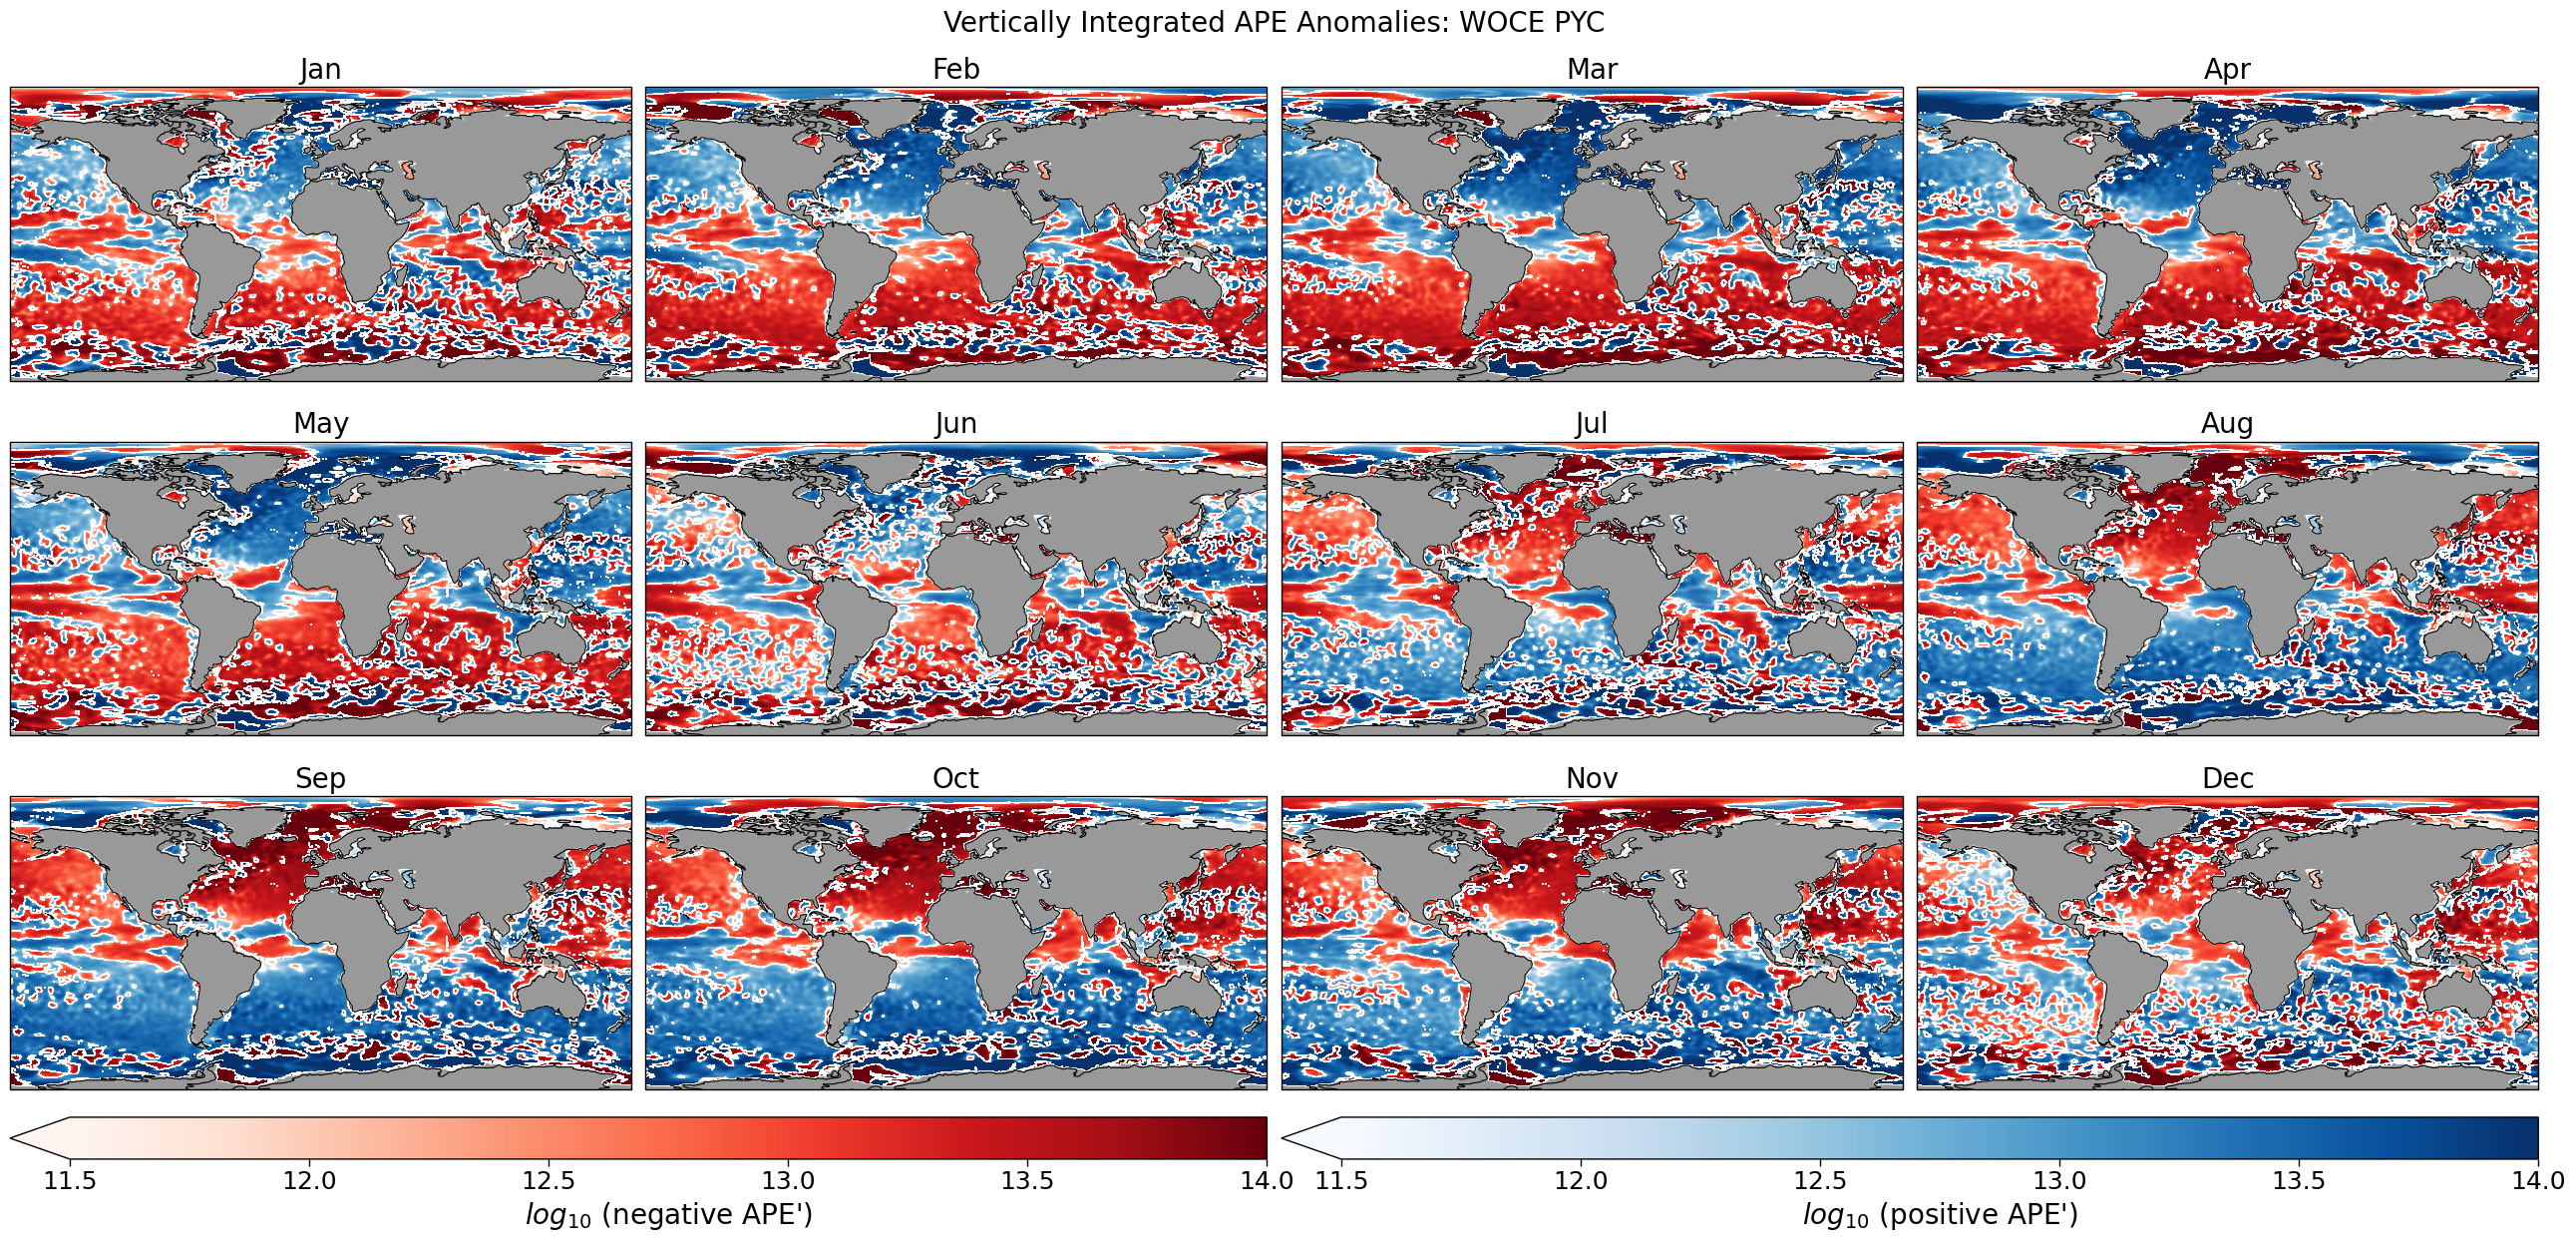 Vertically Integrated APE Anomalies: WOCE PYC
Jan Feb Mar Apr
May Jun Jul Aug
Sep Oct Nov Dec
11.5 12.0 12.5 13.0 13.5 14.0 11.5 12.0 12.5 13.0 13.5 14.0
log10 (negative APE') log10 (positive APE')